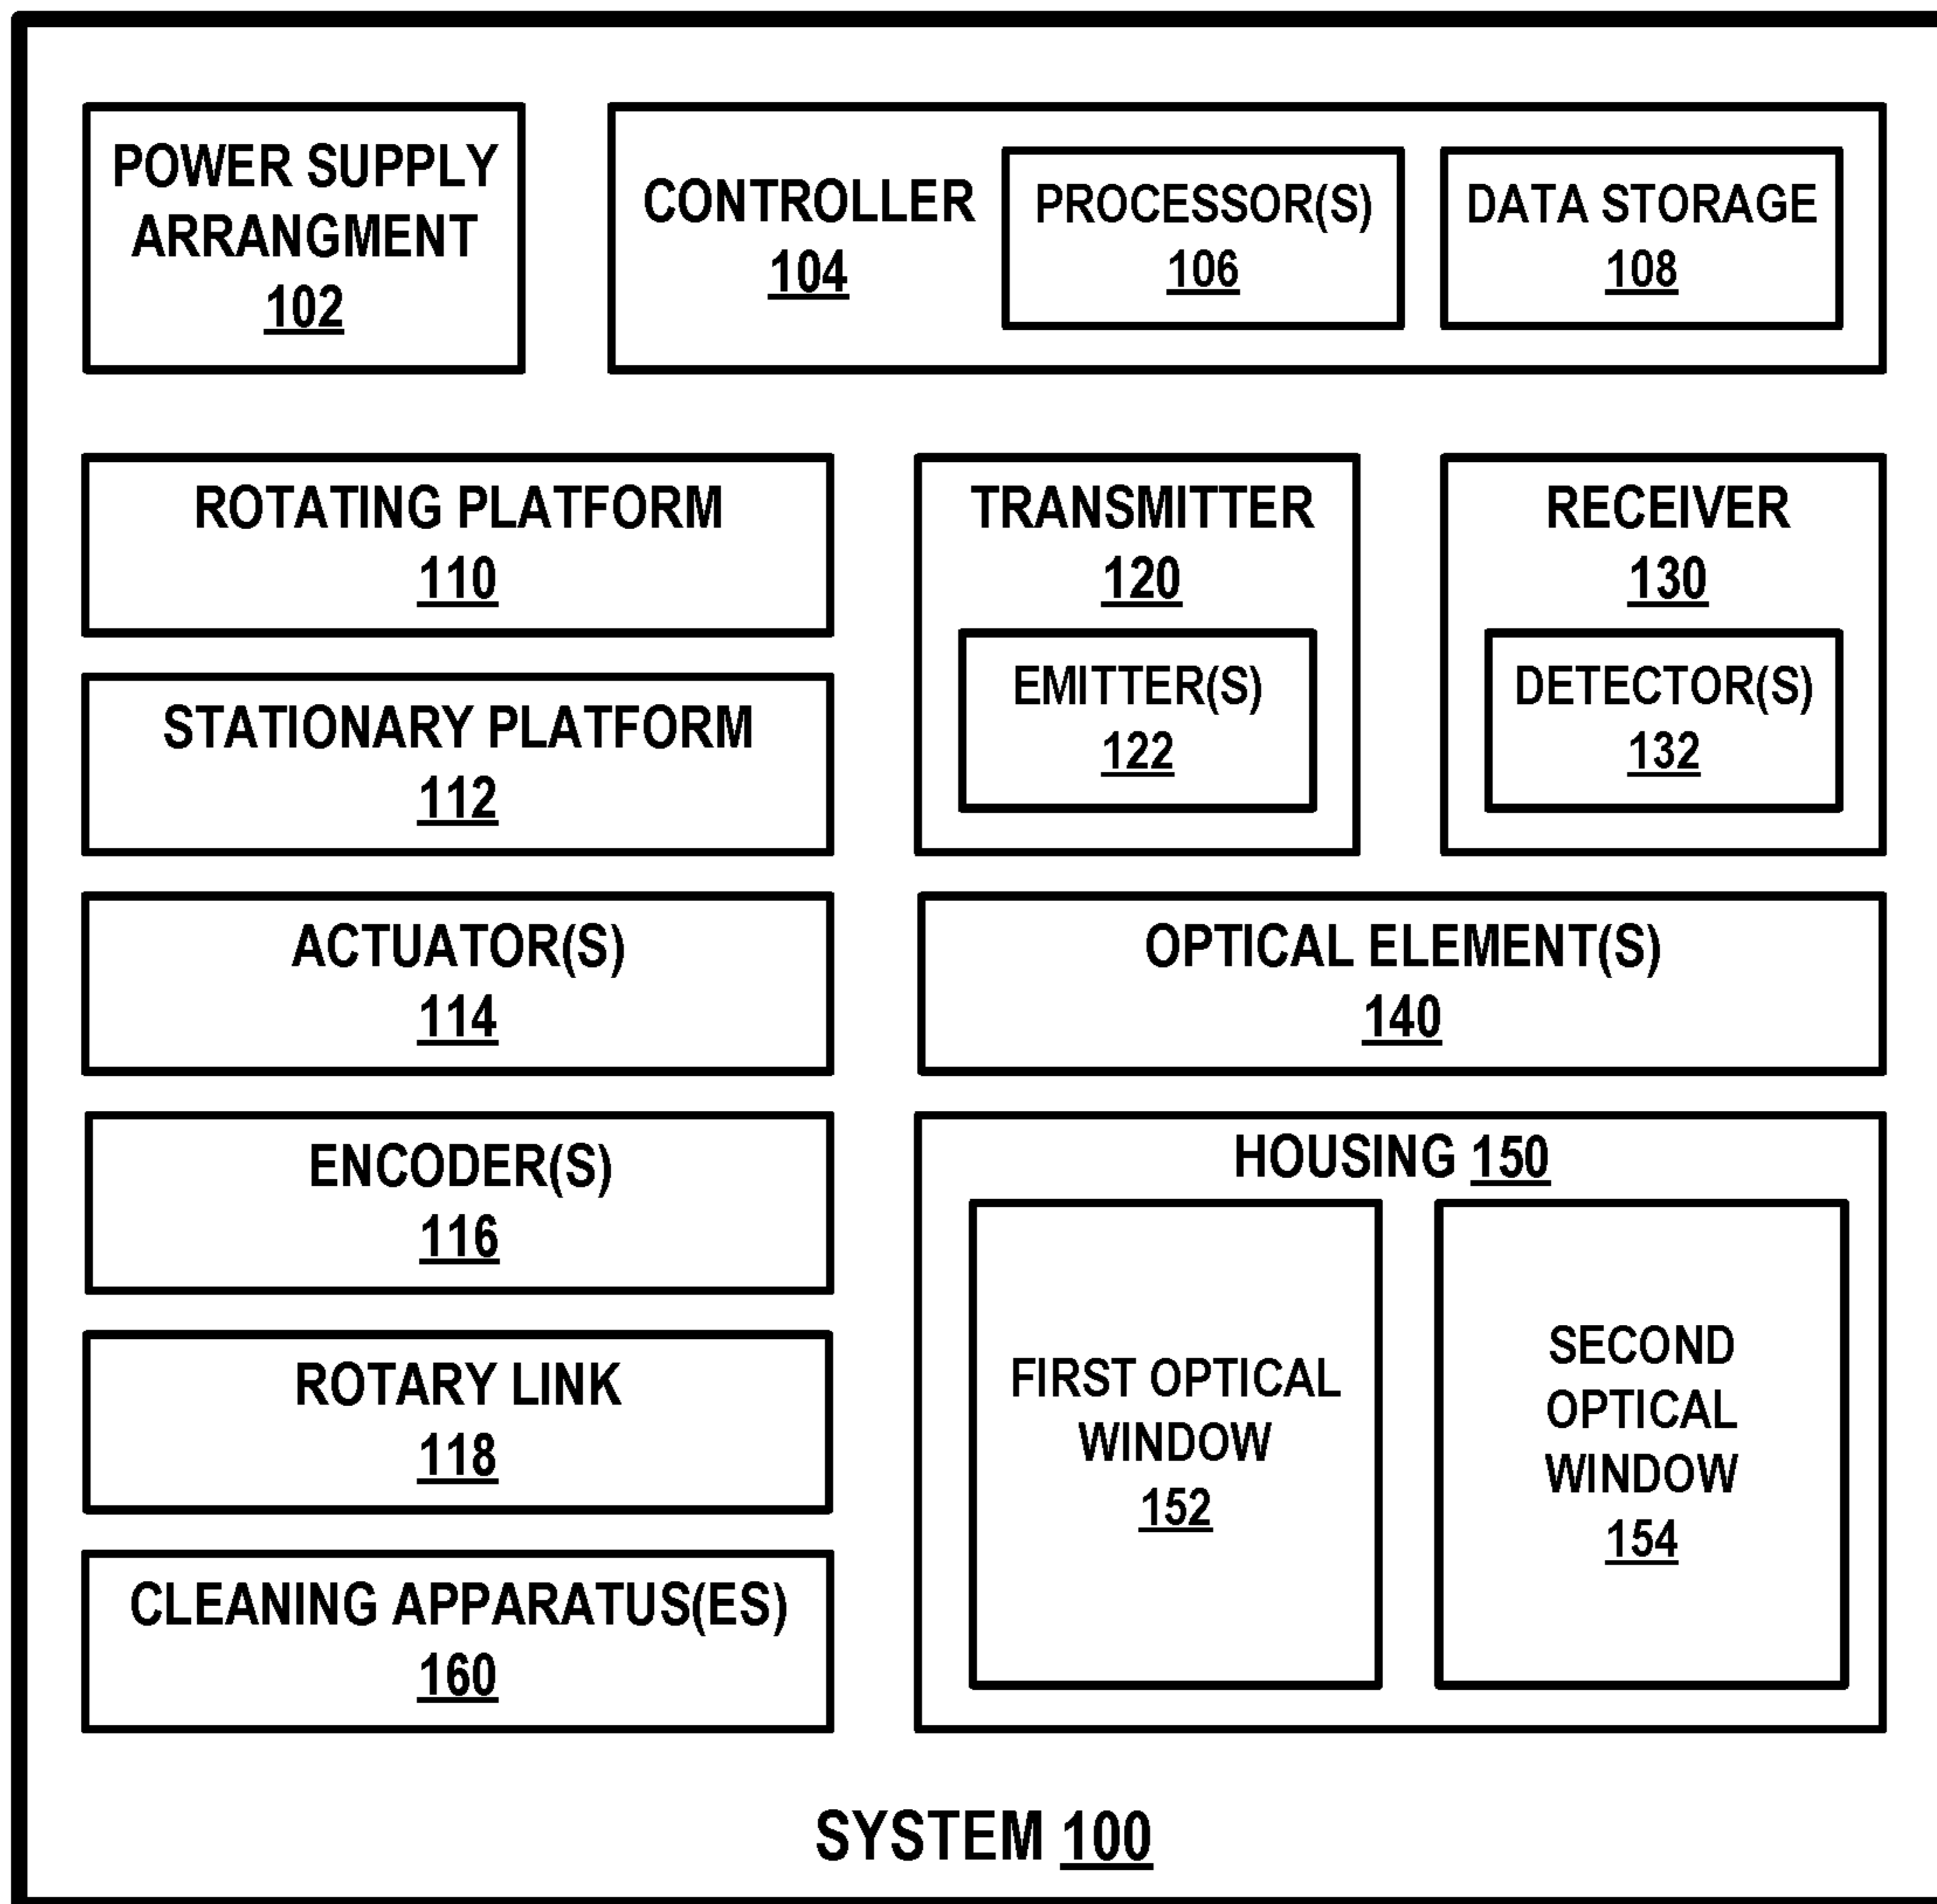 POWER SUPPLY
ARRANGMENT
102
CONTROLLER
104
PROCESSOR(S)
106
DATA STORAGE
108
ROTATING PLATFORM
110
STATIONARY PLATFORM
112
ACTUATOR(S)
114
ENCODER(S)
116
ROTARY LINK
118
CLEANING APPARATUS(ES)
160
TRANSMITTER
120
EMITTER(S)
122
RECEIVER
130
DETECTOR(S)
132
OPTICAL ELEMENT(S)
140
HOUSING 150
FIRST OPTICAL
WINDOW
152
SECOND
OPTICAL
WINDOW
154
SYSTEM 100